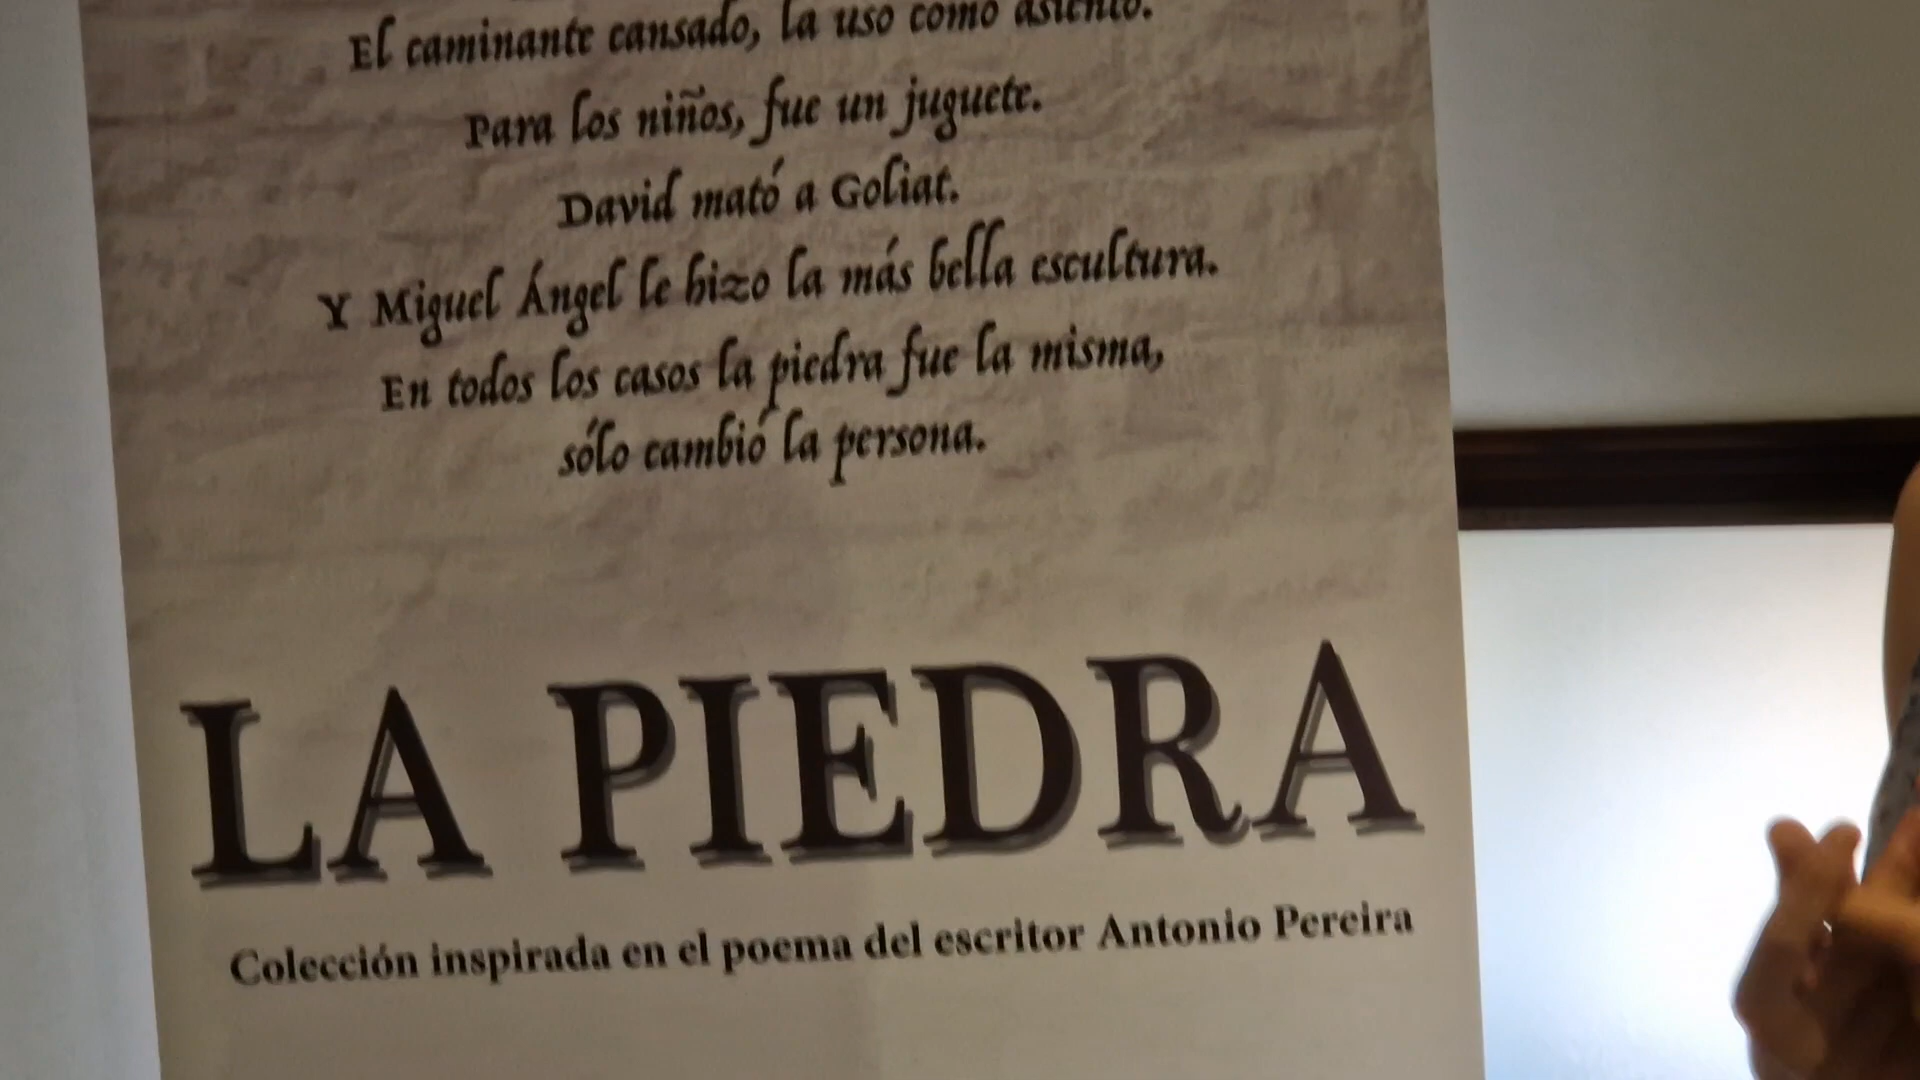 El caminante cansado, la uso como asiento.
Para los niños, fue un juguete.
David mató a Goliat.
Y Miguel Ángel le hizo la más bella escultura.
En todos los casos la piedra fue la misma,
sólo cambió la persona.
LA PIEDRA
Colección inspirada en el poema del escritor Antonio Pereira